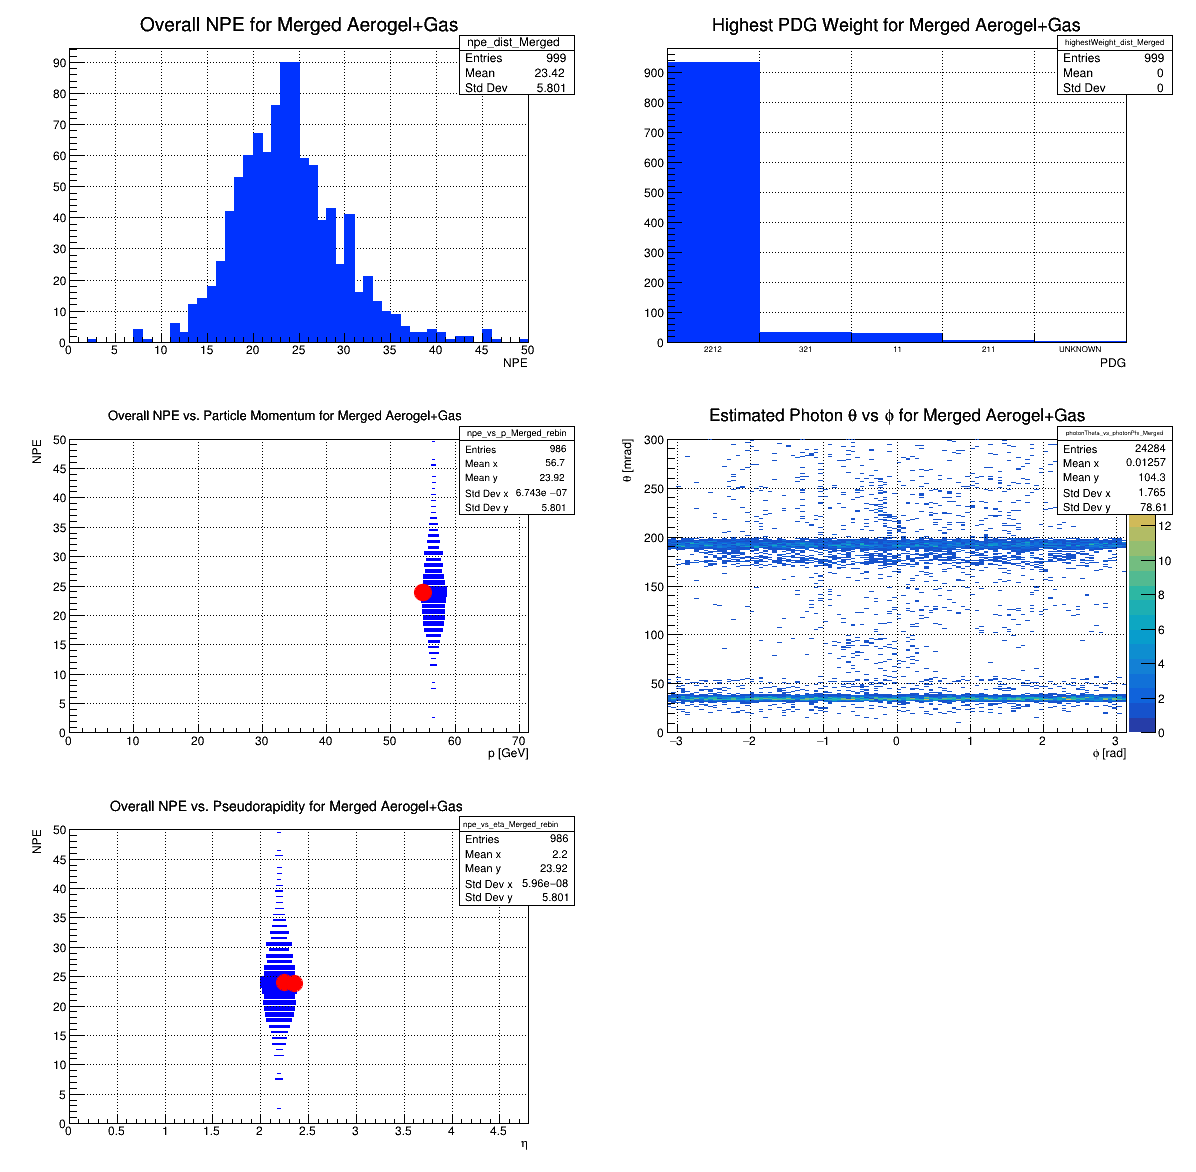 Overall NPE for Merged Aerogel+Gas
npe_dist_Merged
Entries 999
Mean 23.42
Std Dev 5.801
90
80
70
60
50
40
30
20
10
0
0 5 10 15 20 25 30 35 40 45 50
NPE
Highest PDG Weight for Merged Aerogel+Gas
highestWeight_dist_Merged
Entries 999
Mean 0
Std Dev 0
900
800
700
600
500
400
300
200
100
0
2212 321 11 211 UNKNOWN
PDG
Overall NPE vs. Particle Momentum for Merged Aerogel+Gas
npe_vs_p_Merged_rebin
Entries 986
Mean x 56.7
Mean y 23.92
Std Dev x 6.743e −07
Std Dev y 5.801
NPE
50
45
40
35
30
25
20
15
10
5
0
0 10 20 30 40 50 60 70
p [GeV]
Estimated Photon θ vs ϕ for Merged Aerogel+Gas
photonTheta_vs_photonPhi_Merged
Entries 24284
Mean x 0.01257
Mean y 104.3
Std Dev x 1.765
Std Dev y 78.61
θ [mrad]
300
250
200
150
100
50
0
−3 −2 −1 0 1 2 3
ϕ [rad]
12
10
8
6
4
2
0
Overall NPE vs. Pseudorapidity for Merged Aerogel+Gas
npe_vs_eta_Merged_rebin
Entries 986
Mean x 2.2
Mean y 23.92
Std Dev x 5.96e−08
Std Dev y 5.801
NPE
50
45
40
35
30
25
20
15
10
5
0
0 0.5 1 1.5 2 2.5 3 3.5 4 4.5
η